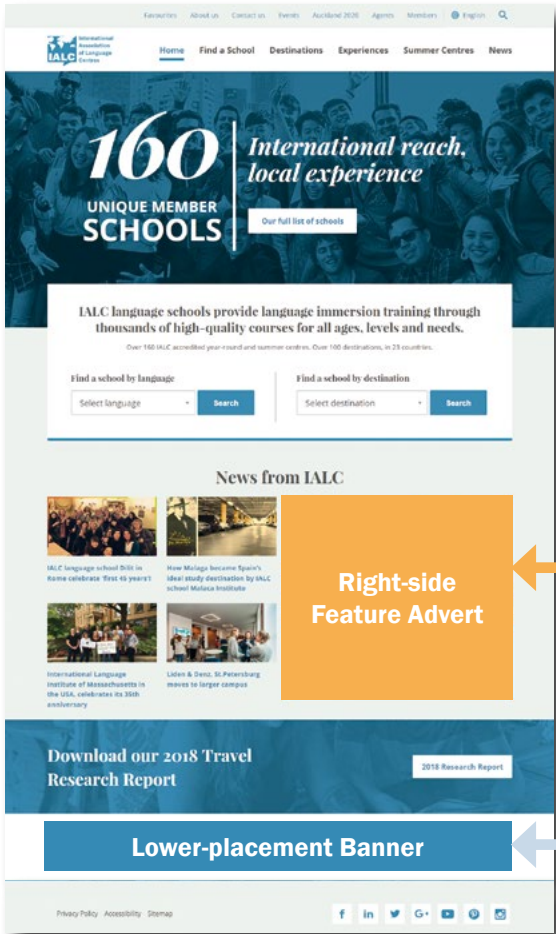 Favourites About us Contact us Events Auckland 2020 Agents Members English
IALC International
Association
of Language
Centres
Home Find a School Destinations Experiences Summer Centres News
160
UNIQUE MEMBER
SCHOOLS
International reach,
local experience
Our full list of schools
IALC language schools provide language immersion training through
thousands of high-quality courses for all ages, levels and needs.
Over 160 IALC accredited year-round and summer centres. Over 100 destinations, in 23 countries.
Find a school by language
Select language Search
Find a school by destination
Select destination Search
News from IALC
IALC language school Dilit in
Rome celebrate 'first 45 years'!
How Malaga became Spain's
ideal study destination by IALC
school Malaca Instituto
International Language
Institute of Massachusetts in
the USA, celebrates its 35th
anniversary
Liden & Denz, St.Petersburg
moves to larger campus
Right-side
Feature Advert
Download our 2018 Travel
Research Report
2018 Research Report
Lower-placement Banner
Privacy Policy Accessibility Sitemap